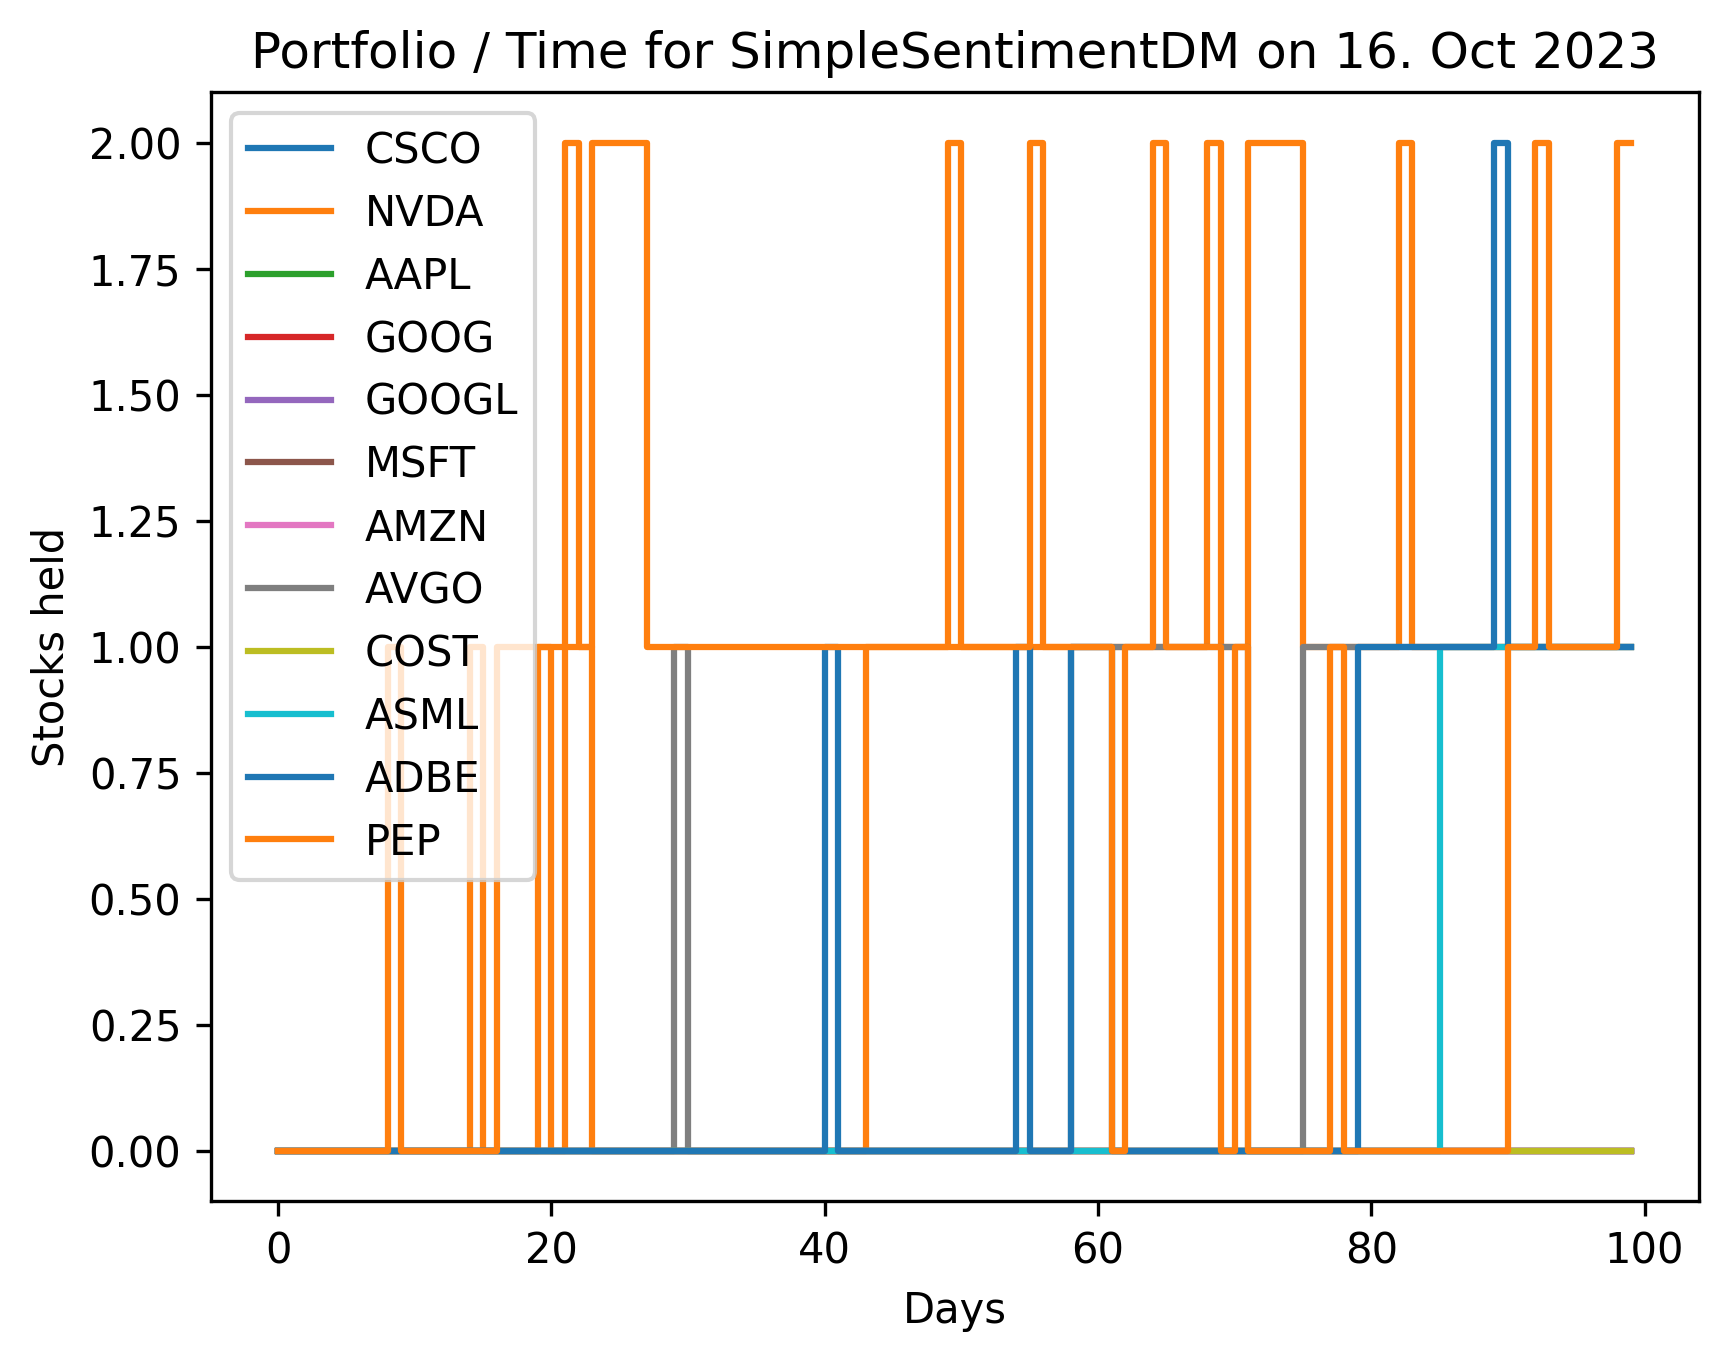 Portfolio / Time for SimpleSentimentDM on 16. Oct 2023
CSCO
NVDA
AAPL
GOOG
GOOGL
MSFT
AMZN
AVGO
COST
ASML
ADBE
PEP
2.00
1.75
1.50
1.25
1.00
0.75
0.50
0.25
0.00
Stocks held
0 20 40 60 80 100
Days